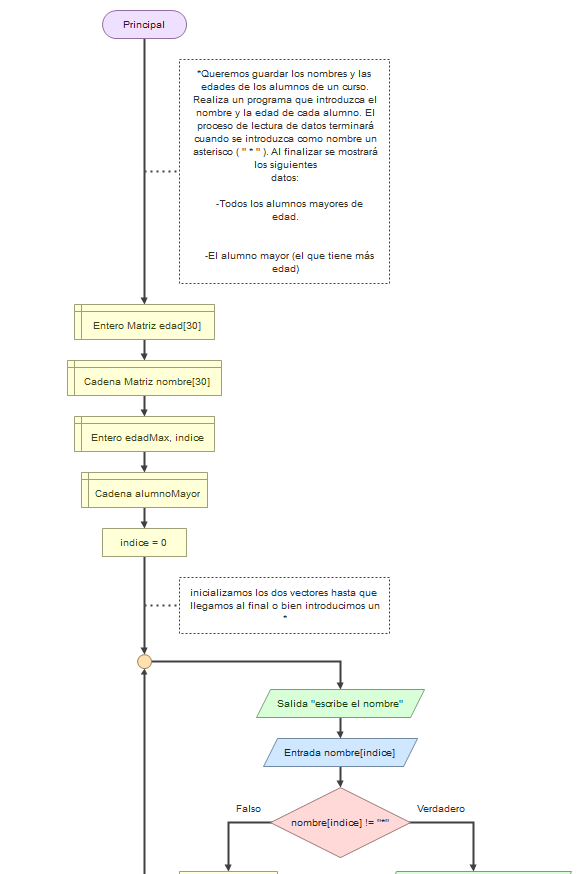 Principal
*Queremos guardar los nombres y las
edades de los alumnos de un curso.
Realiza un programa que introduzca el
nombre y la edad de cada alumno. El
proceso de lectura de datos terminará
cuando se introduzca como nombre un
asterisco ( " * " ). Al finalizar se mostrará
los siguientes
datos:
-Todos los alumnos mayores de
edad.
-El alumno mayor (el que tiene más
edad)
Entero Matriz edad[30]
Cadena Matriz nombre[30]
Entero edadMax, indice
Cadena alumnoMayor
indice = 0
inicializamos los dos vectores hasta que
llegamos al final o bien introducimos un
*
Salida "escribe el nombre"
Entrada nombre[indice]
Falso
Verdadero
nombre[indice] != "*"